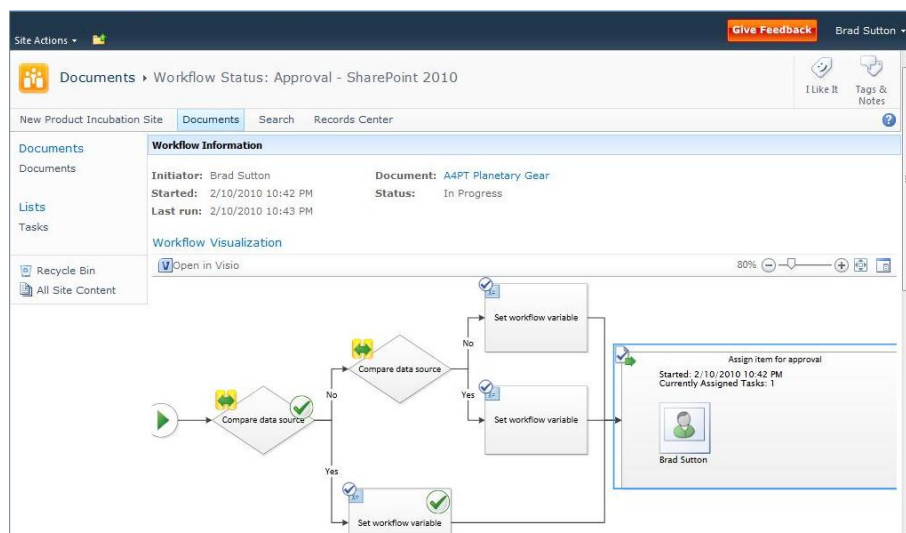 Give Feedback
Brad Sutton
Site Actions
Documents ▸ Workflow Status: Approval - SharePoint 2010
I Like It
Tags & Notes
New Product Incubation Site Documents Search Records Center
Documents
Documents
Lists
Tasks
Recycle Bin
All Site Content
Workflow Information
Initiator: Brad Sutton Document: A4PT Planetary Gear
Started: 2/10/2010 10:42 PM Status: In Progress
Last run: 2/10/2010 10:43 PM
Workflow Visualization
Open in Visio
80%
Set workflow variable
No
Compare data source
Yes
Set workflow variable
No
Compare data source
Yes
Set workflow variable
Assign item for approval
Started: 2/10/2010 10:42 PM
Currently Assigned Tasks: 1
Brad Sutton